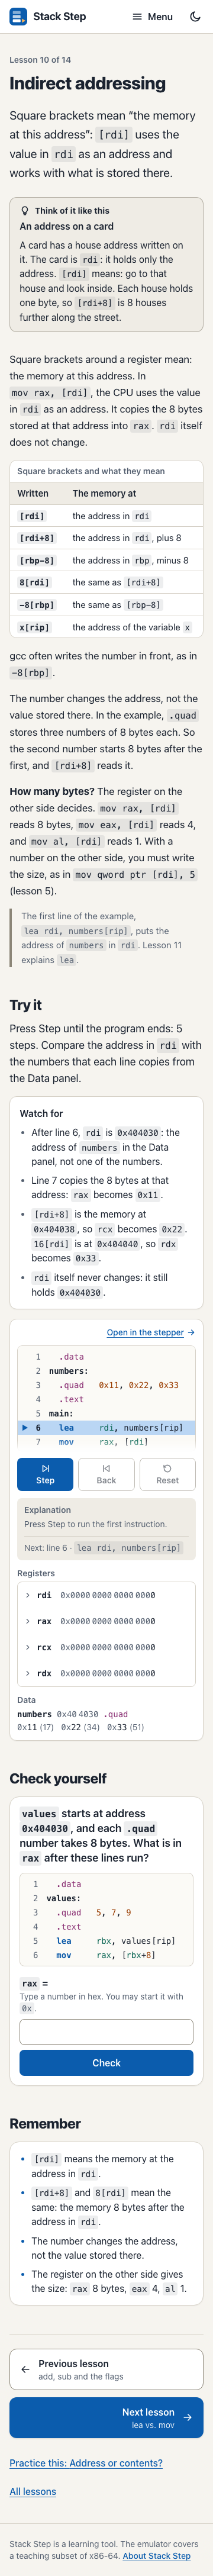 Stack Step
Menu
Lesson 10 of 14
Indirect addressing
Square brackets mean “the memory
at this address”: [rdi] uses the
value in rdi as an address and
works with what is stored there.
Think of it like this
An address on a card
A card has a house address written on
it. The card is rdi: it holds only the
address. [rdi] means: go to that
house and look inside. Each house holds
one byte, so [rdi+8] is 8 houses
further along the street.
Square brackets around a register mean:
the memory at this address. In
mov rax, [rdi], the CPU uses the value
in rdi as an address. It copies the 8 bytes
stored at that address into rax. rdi itself
does not change.
Square brackets and what they mean
Written The memory at
[rdi] the address in rdi
[rdi+8] the address in rdi, plus 8
[rbp-8] the address in rbp, minus 8
8[rdi] the same as [rdi+8]
-8[rbp] the same as [rbp-8]
x[rip] the address of the variable x
gcc often writes the number in front, as in
-8[rbp].
The number changes the address, not the
value stored there. In the example, .quad
stores three numbers of 8 bytes each. So
the second number starts 8 bytes after the
first, and [rdi+8] reads it.
How many bytes? The register on the
other side decides. mov rax, [rdi]
reads 8 bytes, mov eax, [rdi] reads 4,
and mov al, [rdi] reads 1. With a
number on the other side, you must write
the size, as in mov qword ptr [rdi], 5
(lesson 5).
The first line of the example,
lea rdi, numbers[rip], puts the
address of numbers in rdi. Lesson 11
explains lea.
Try it
Press Step until the program ends: 5
steps. Compare the address in rdi with
the numbers that each line copies from
the Data panel.
Watch for
• After line 6, rdi is 0x404030: the
address of numbers in the Data
panel, not one of the numbers.
• Line 7 copies the 8 bytes at that
address: rax becomes 0x11.
• [rdi+8] is the memory at
0x404038, so rcx becomes 0x22.
16[rdi] is at 0x404040, so rdx
becomes 0x33.
• rdi itself never changes: it still
holds 0x404030.
Open in the stepper →
1 .data
2 numbers:
3 .quad 0x11, 0x22, 0x33
4 .text
5 main:
6 lea rdi, numbers[rip]
7 mov rax, [rdi]
Step
Back
Reset
Explanation
Press Step to run the first instruction.
Next: line 6 · lea rdi, numbers[rip]
Registers
rdi 0x0000 0000 0000 0000
rax 0x0000 0000 0000 0000
rcx 0x0000 0000 0000 0000
rdx 0x0000 0000 0000 0000
Data
numbers 0x40 4030 .quad
0x11 (17) 0x22 (34) 0x33 (51)
Check yourself
values starts at address
0x404030, and each .quad
number takes 8 bytes. What is in
rax after these lines run?
1 .data
2 values:
3 .quad 5, 7, 9
4 .text
5 lea rbx, values[rip]
6 mov rax, [rbx+8]
rax =
Type a number in hex. You may start it with
0x.
Check
Remember
• [rdi] means the memory at the
address in rdi.
• [rdi+8] and 8[rdi] mean the
same: the memory 8 bytes after the
address in rdi.
• The number changes the address,
not the value stored there.
• The register on the other side gives
the size: rax 8 bytes, eax 4, al 1.
← Previous lesson
add, sub and the flags
Next lesson →
lea vs. mov
Practice this: Address or contents?
All lessons
Stack Step is a learning tool. The emulator covers
a teaching subset of x86-64. About Stack Step